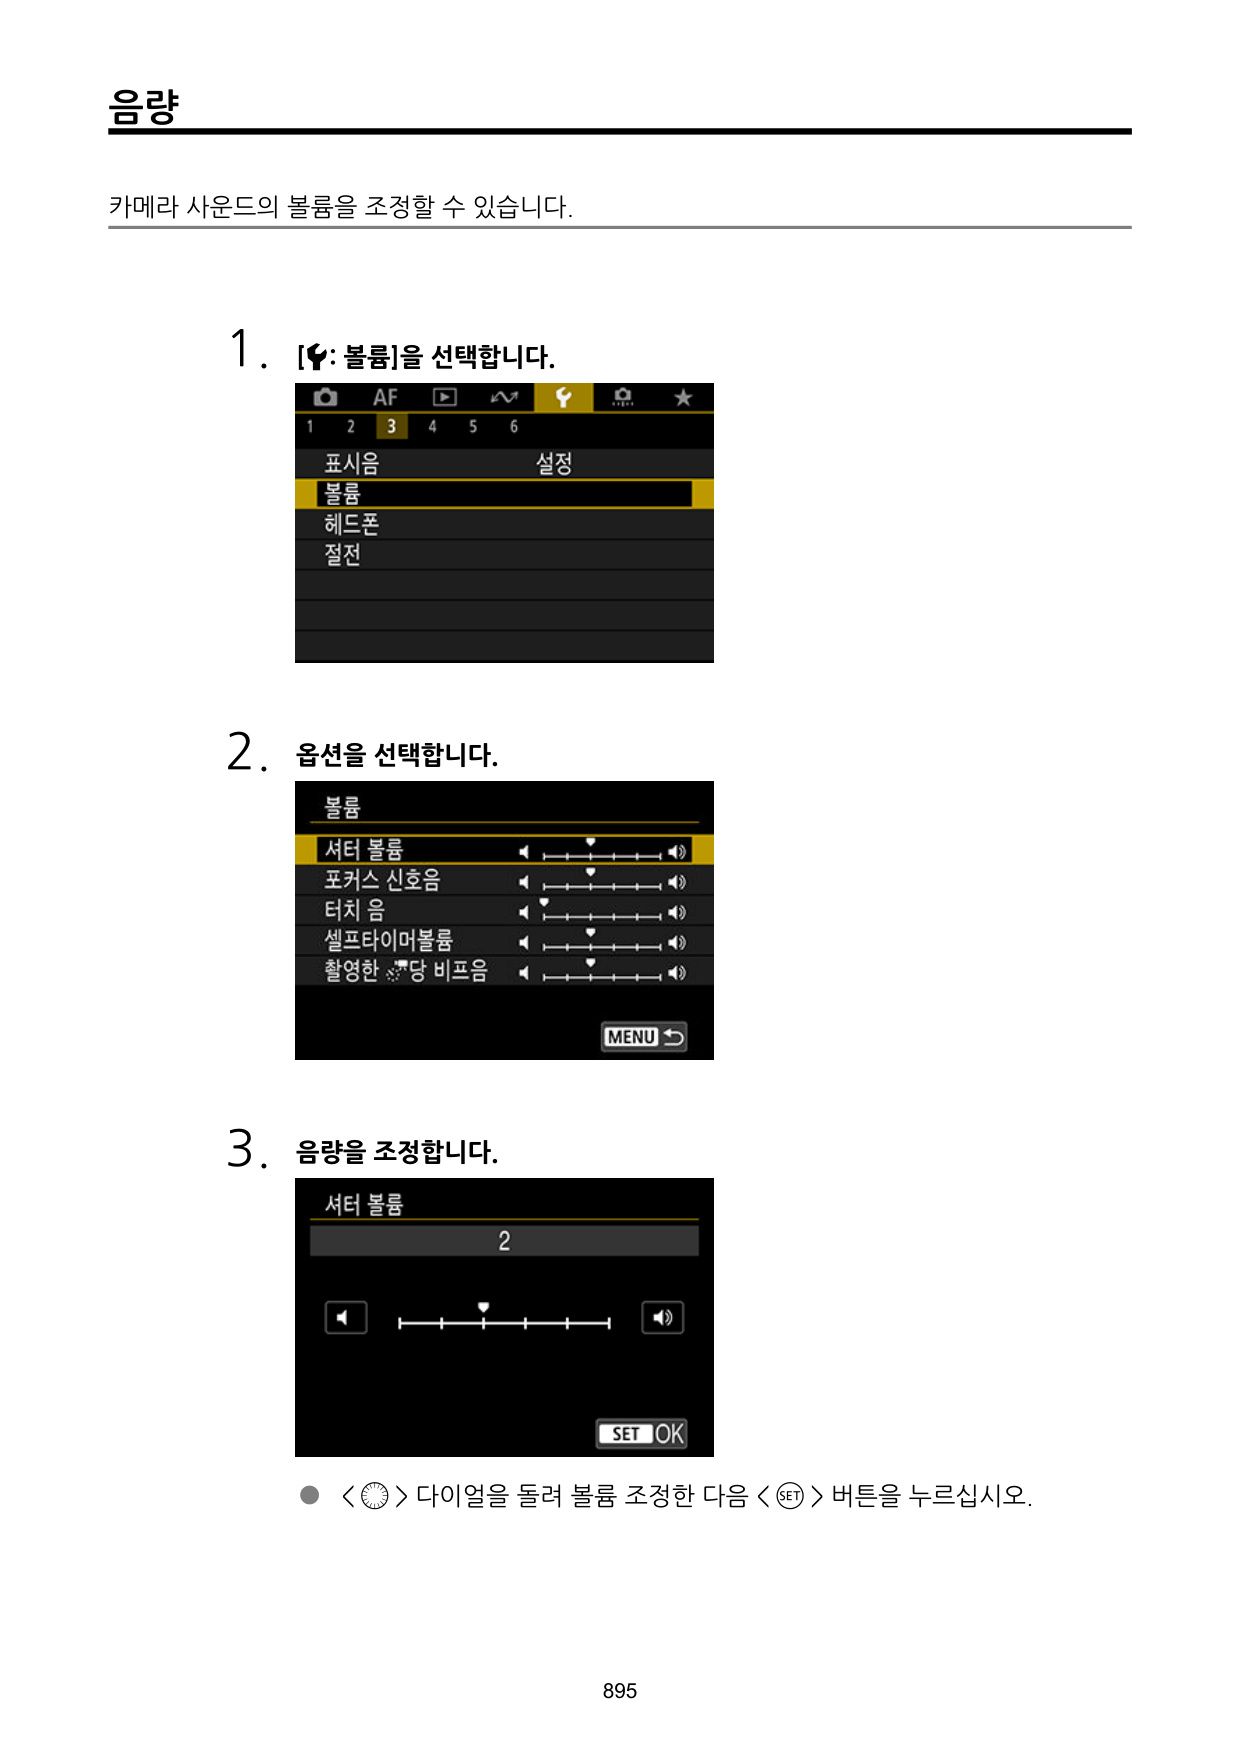 음량
카메라 사운드의 볼륨을 조정할 수 있습니다.
1. [: 볼륨]을 선택합니다.
AF
1 2 3 4 5 6
표시음 설정
볼륨
헤드폰
절전
2. 옵션을 선택합니다.
볼륨
셔터 볼륨
포커스 신호음
터치 음
셀프타이머볼륨
촬영한 당 비프음
MENU
3. 음량을 조정합니다.
셔터 볼륨
2
SET OK
● < > 다이얼을 돌려 볼륨 조정한 다음 < SET > 버튼을 누르십시오.
895